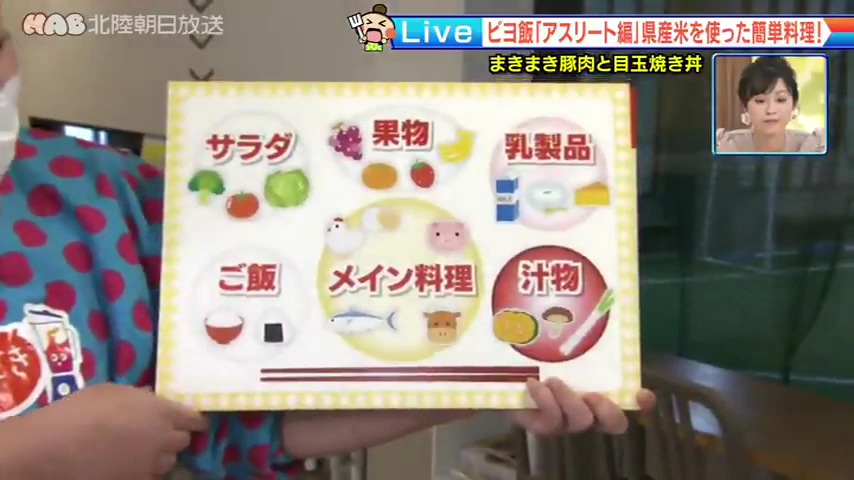 HAB北陸朝日放送
Live
ピヨ飯「アスリート編」県産米を使った簡単料理!
まきまき豚肉と目玉焼き丼
サラダ
果物
乳製品
ご飯
メイン料理
汁物